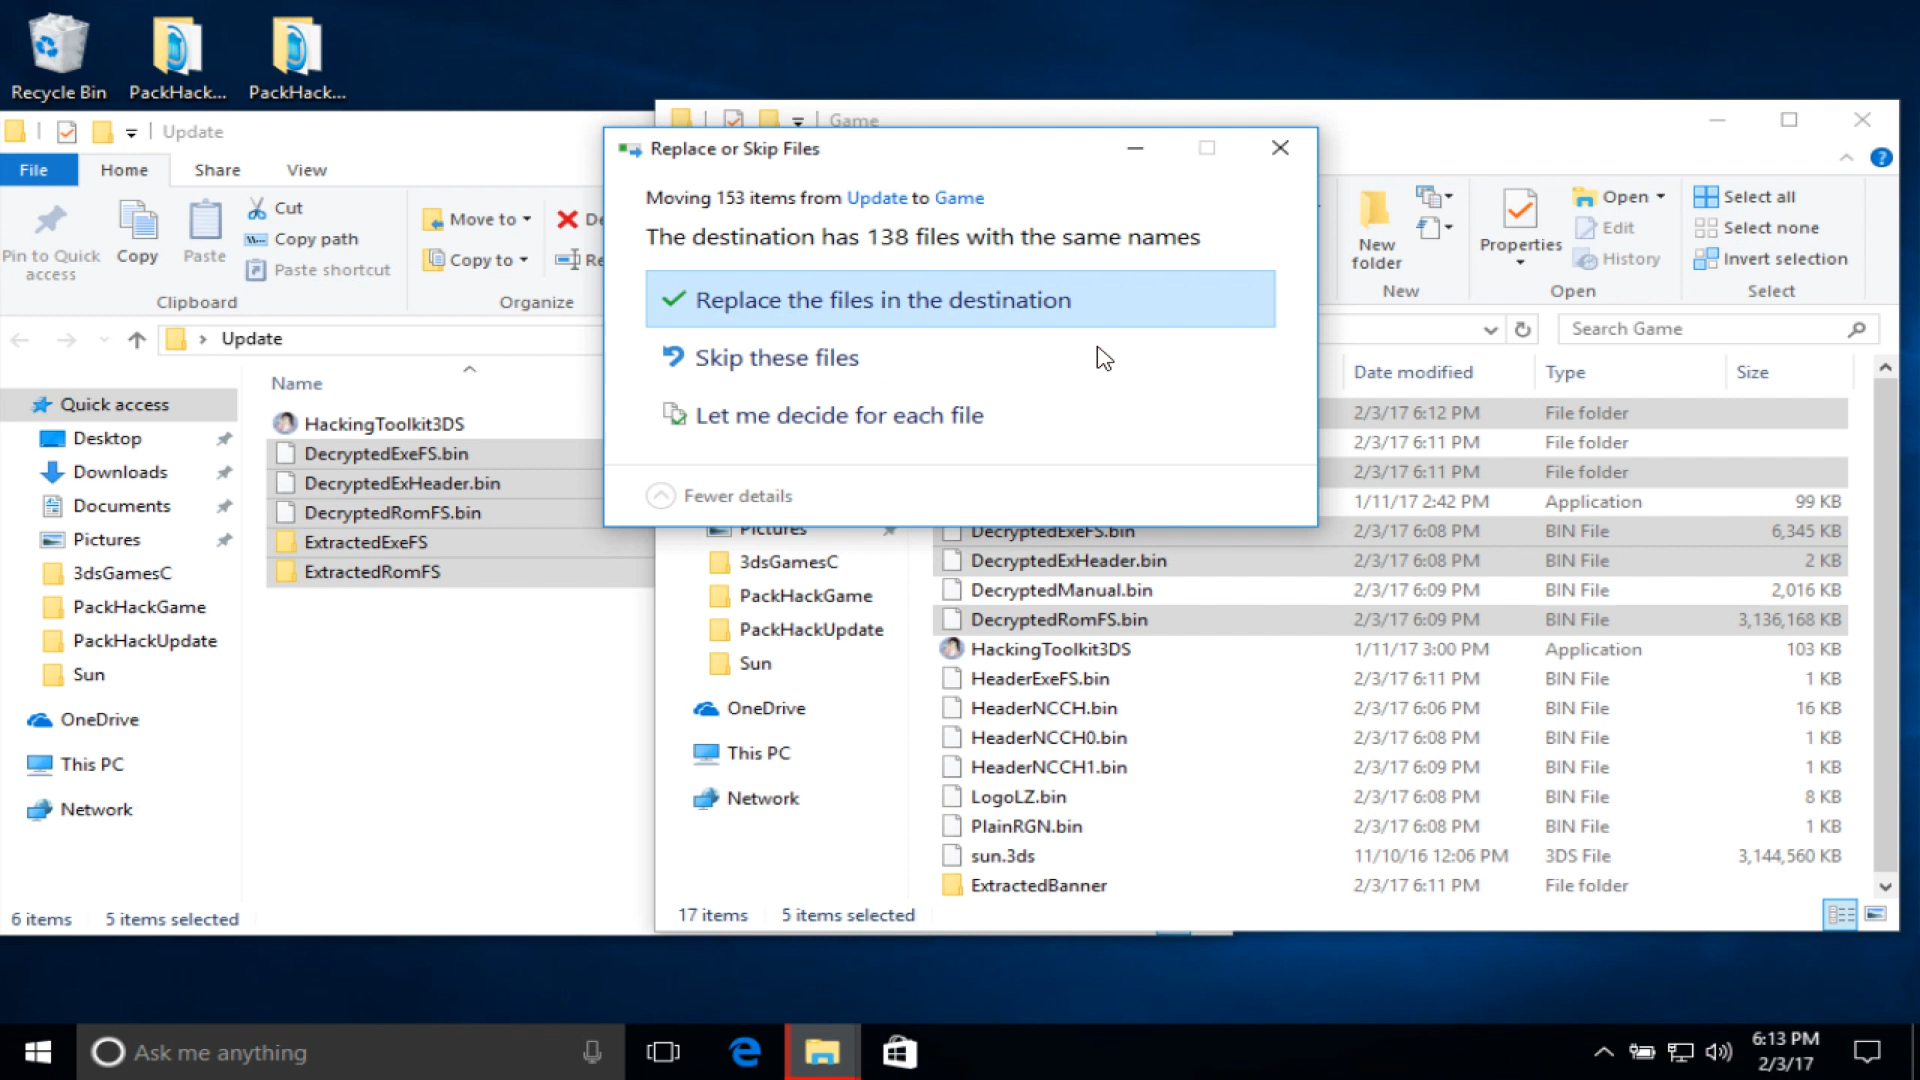 Recycle Bin
PackHack...
PackHack...
Update
File
Home
Share
View
Pin to Quick access
Copy
Paste
Cut
Copy path
Paste shortcut
Clipboard
Move to
Copy to
De
Re
Organize
Update
Name
Quick access
Desktop
Downloads
Documents
Pictures
3dsGamesC
PackHackGame
PackHackUpdate
Sun
OneDrive
This PC
Network
HackingToolkit3DS
DecryptedExeFS.bin
DecryptedExHeader.bin
DecryptedRomFS.bin
ExtractedExeFS
ExtractedRomFS
6 items
5 items selected
Game
Replace or Skip Files
Moving 153 items from Update to Game
The destination has 138 files with the same names
Replace the files in the destination
Skip these files
Let me decide for each file
Fewer details
New folder
New
Properties
Open
Edit
History
Open
Select all
Select none
Invert selection
Select
Search Game
Date modified
Type
Size
2/3/17 6:12 PM File folder
2/3/17 6:11 PM File folder
2/3/17 6:11 PM File folder
1/11/17 2:42 PM Application 99 KB
DecryptedExeFS.bin 2/3/17 6:08 PM BIN File 6,345 KB
DecryptedExHeader.bin 2/3/17 6:08 PM BIN File 2 KB
DecryptedManual.bin 2/3/17 6:09 PM BIN File 2,016 KB
DecryptedRomFS.bin 2/3/17 6:09 PM BIN File 3,136,168 KB
HackingToolkit3DS 1/11/17 3:00 PM Application 103 KB
HeaderExeFS.bin 2/3/17 6:11 PM BIN File 1 KB
HeaderNCCH.bin 2/3/17 6:06 PM BIN File 16 KB
HeaderNCCH0.bin 2/3/17 6:08 PM BIN File 1 KB
HeaderNCCH1.bin 2/3/17 6:09 PM BIN File 1 KB
LogoLZ.bin 2/3/17 6:08 PM BIN File 8 KB
PlainRGN.bin 2/3/17 6:08 PM BIN File 1 KB
sun.3ds 11/10/16 12:06 PM 3DS File 3,144,560 KB
ExtractedBanner 2/3/17 6:11 PM File folder
Pictures
3dsGamesC
PackHackGame
PackHackUpdate
Sun
OneDrive
This PC
Network
17 items
5 items selected
Ask me anything
6:13 PM
2/3/17